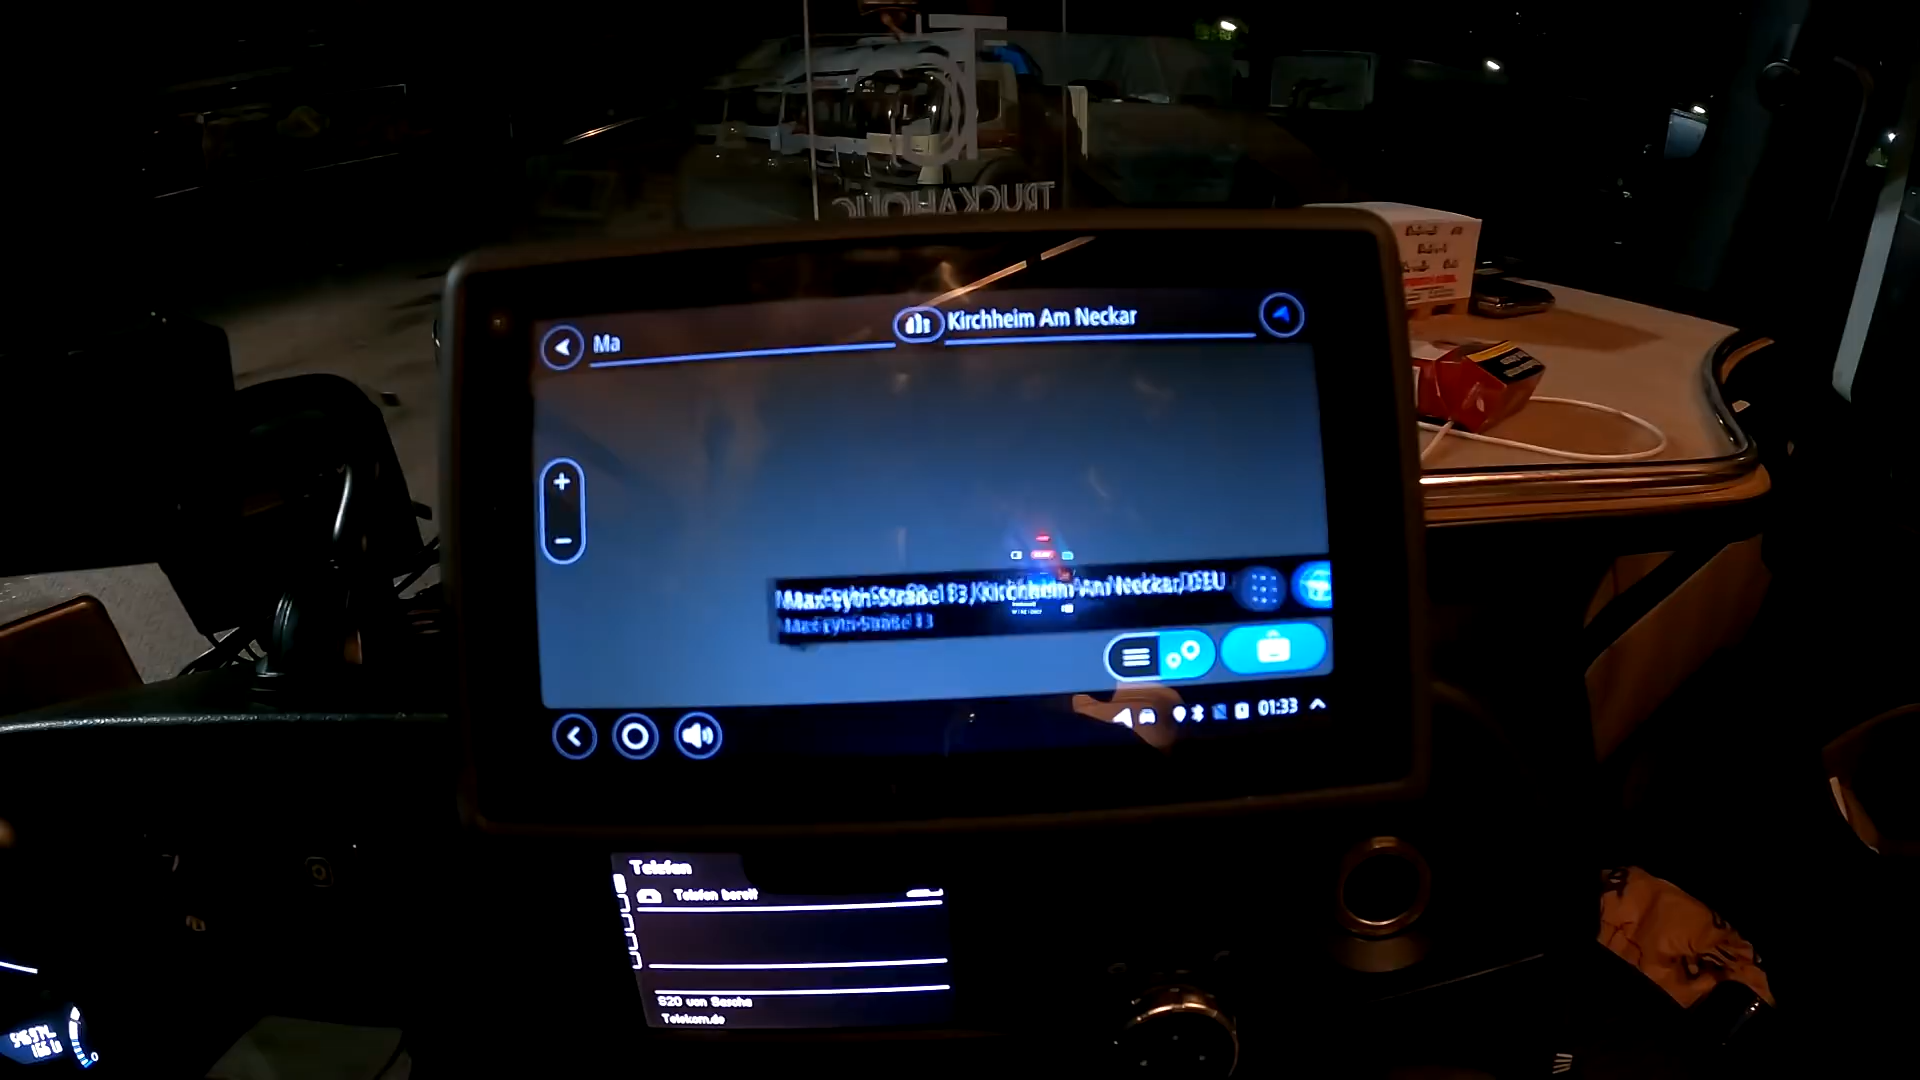 TRUCKAHOLIC
Ma
Kirchheim Am Neckar
+
−
Max-Eyth-Straße 13, Kirchheim Am Neckar, DEU
Max-Eyth-Straße 13
01:33
Telefon
Telefon bereit
S20 von Sascha
Telekom.de